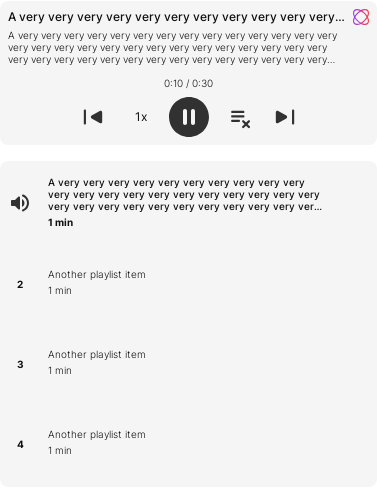 A very very very very very very very very very very...
A very very very very very very very very very very very very
very very very very very very very very very very very very
very very very very very very very very very very very very...
0:10 / 0:30
1x
A very very very very very very very very very very
very very very very very very very very very very very
very very very very very very very very very very ver...
1 min
2
Another playlist item
1 min
3
Another playlist item
1 min
4
Another playlist item
1 min